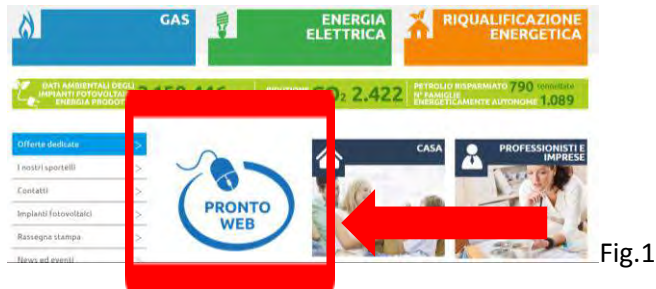 GAS
ENERGIA
ELETTRICA
RIQUALIFICAZIONE
ENERGETICA
DATI AMBIENTALI DEGLI
IMPIANTI FOTOVOLTAICI
ENERGIA
CO₂ 2.422
PETROLIO RISPARMIATO 790 tonnellate
N° FAMIGLIE
ENERGETICAMENTE AUTONOME 1.089
Offerte dedicate >
I nostri sportelli >
Contatti >
Impianti fotovoltaici >
Rassegna stampa >
News ed eventi >
PRONTO
WEB
CASA
PROFESSIONISTI E
IMPRESE
Fig.1